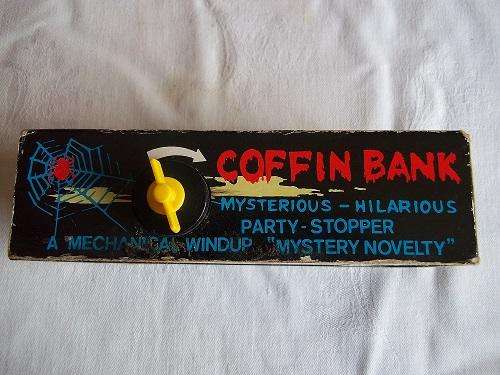 COFFIN BANK
MYSTERIOUS - HILARIOUS
PARTY-STOPPER
A MECHANICAL WINDUP "MYSTERY NOVELTY"